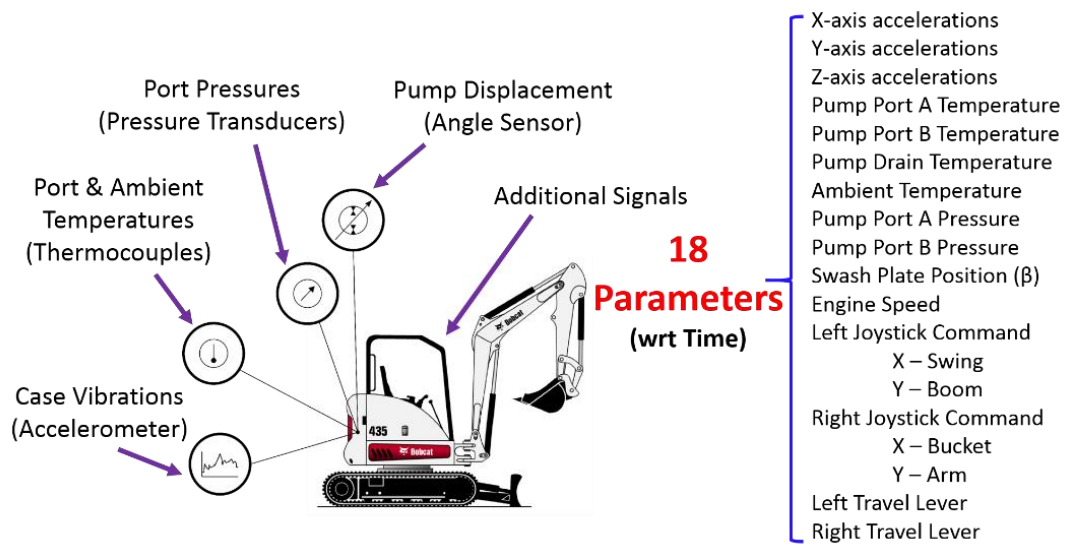 Port Pressures
(Pressure Transducers)
Pump Displacement
(Angle Sensor)
Port & Ambient
Temperatures
(Thermocouples)
Additional Signals
Case Vibrations
(Accelerometer)
435
Bobcat
Bobcat
18
Parameters
(wrt Time)
X-axis accelerations
Y-axis accelerations
Z-axis accelerations
Pump Port A Temperature
Pump Port B Temperature
Pump Drain Temperature
Ambient Temperature
Pump Port A Pressure
Pump Port B Pressure
Swash Plate Position (β)
Engine Speed
Left Joystick Command
X – Swing
Y – Boom
Right Joystick Command
X – Bucket
Y – Arm
Left Travel Lever
Right Travel Lever